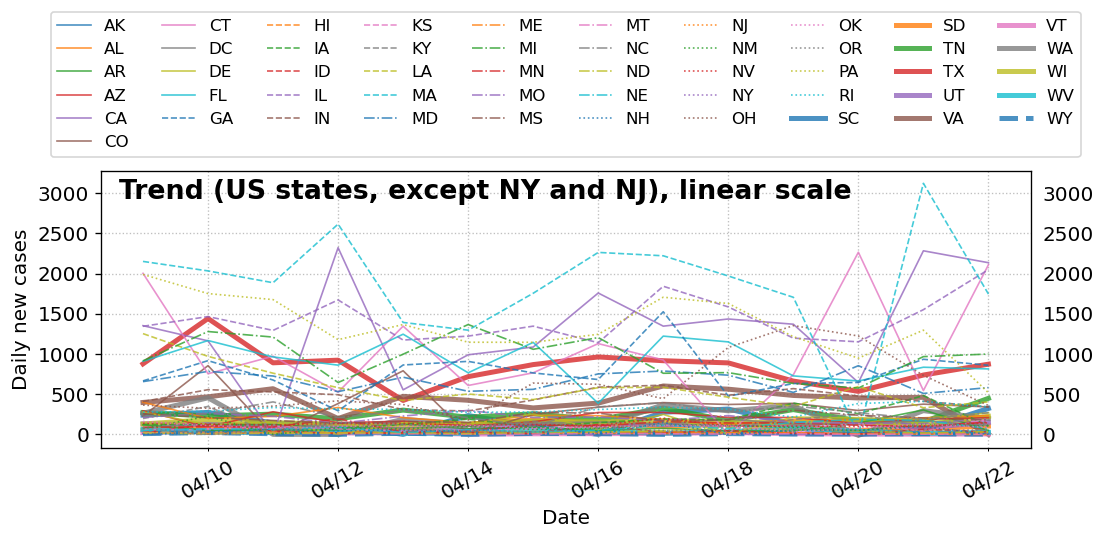 AK CT HI KS ME MT NJ OK SD VT
AL DC IA KY MI NC NM OR TN WA
AR DE ID LA MN ND NV PA TX WI
AZ FL IL MA MO NE NY RI UT WV
CA GA IN MD MS NH OH SC VA WY
CO
Trend (US states, except NY and NJ), linear scale
3000 3000
2500 2500
2000 2000
1500 1500
1000 1000
500 500
0 0
Daily new cases
04/10 04/12 04/14 04/16 04/18 04/20 04/22
Date